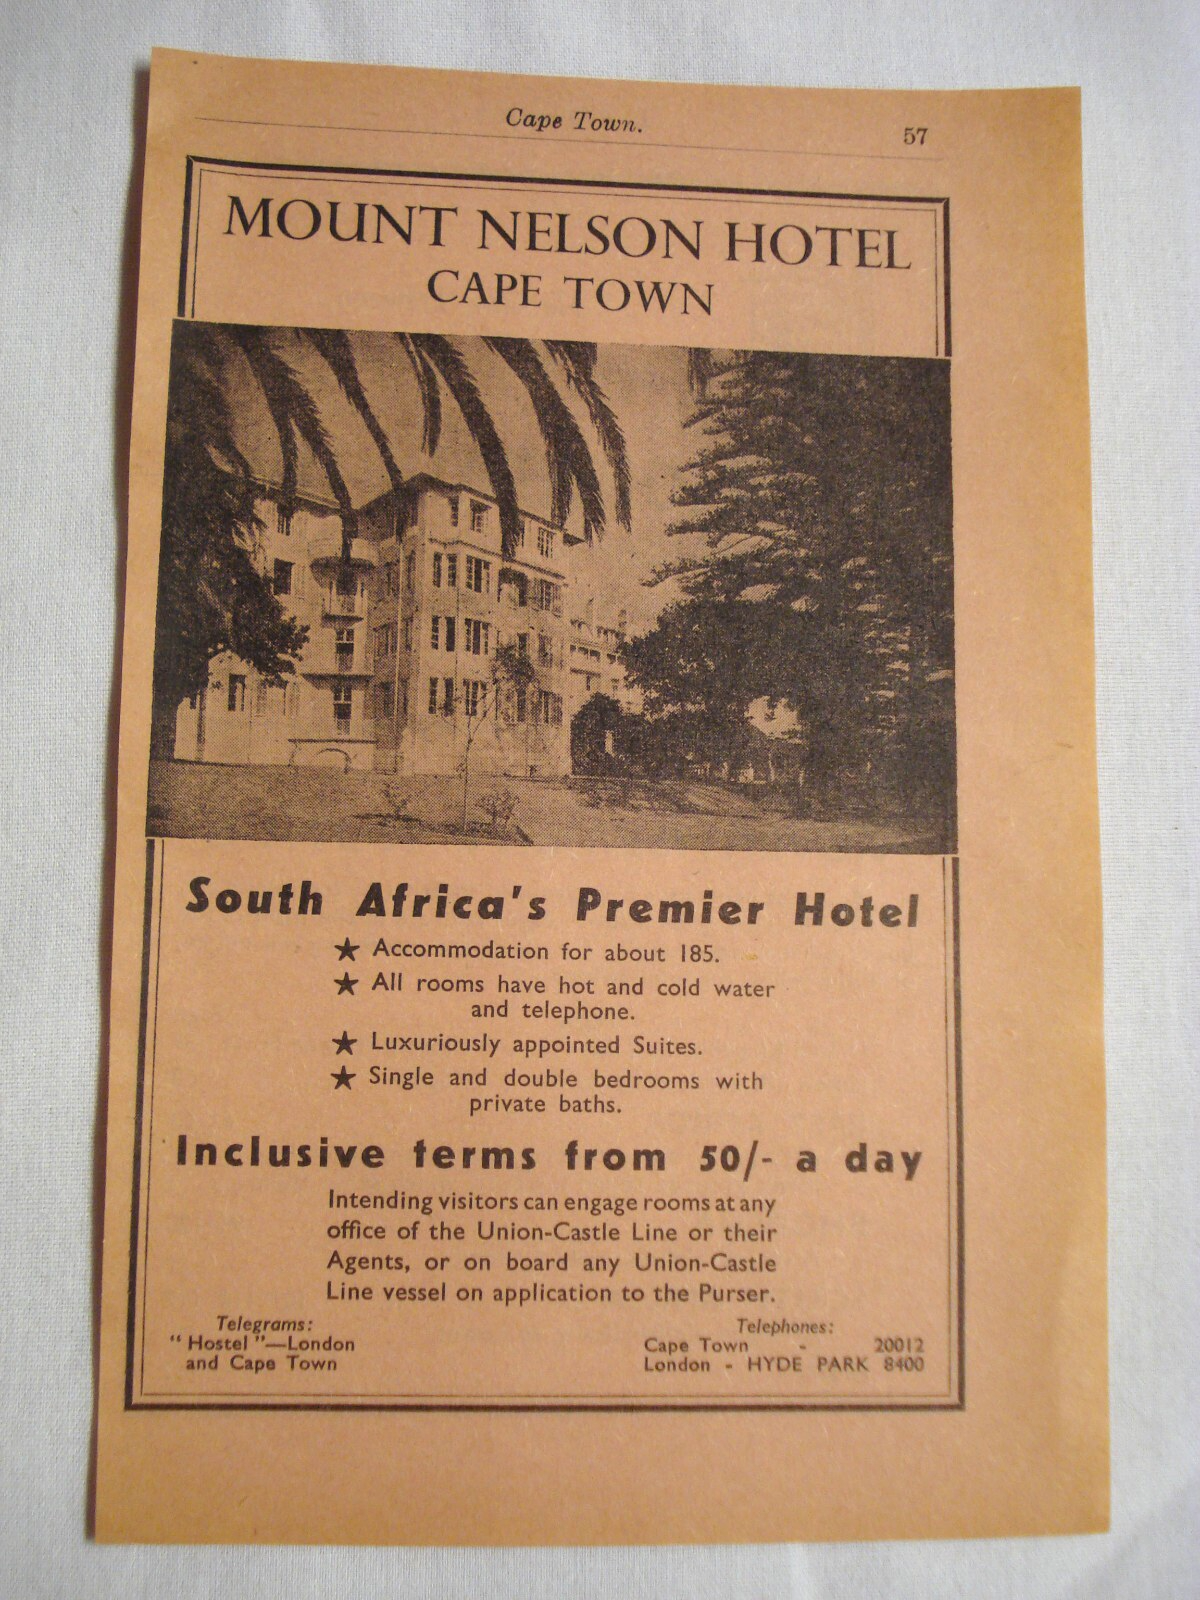 Cape Town.
57
MOUNT NELSON HOTEL
CAPE TOWN
South Africa's Premier Hotel
★ Accommodation for about 185.
★ All rooms have hot and cold water
and telephone.
★ Luxuriously appointed Suites.
★ Single and double bedrooms with
private baths.
Inclusive terms from 50/- a day
Intending visitors can engage rooms at any
office of the Union-Castle Line or their
Agents, or on board any Union-Castle
Line vessel on application to the Purser.
Telegrams:
"Hostel"—London
and Cape Town
Telephones:
Cape Town - 20012
London - HYDE PARK 8400